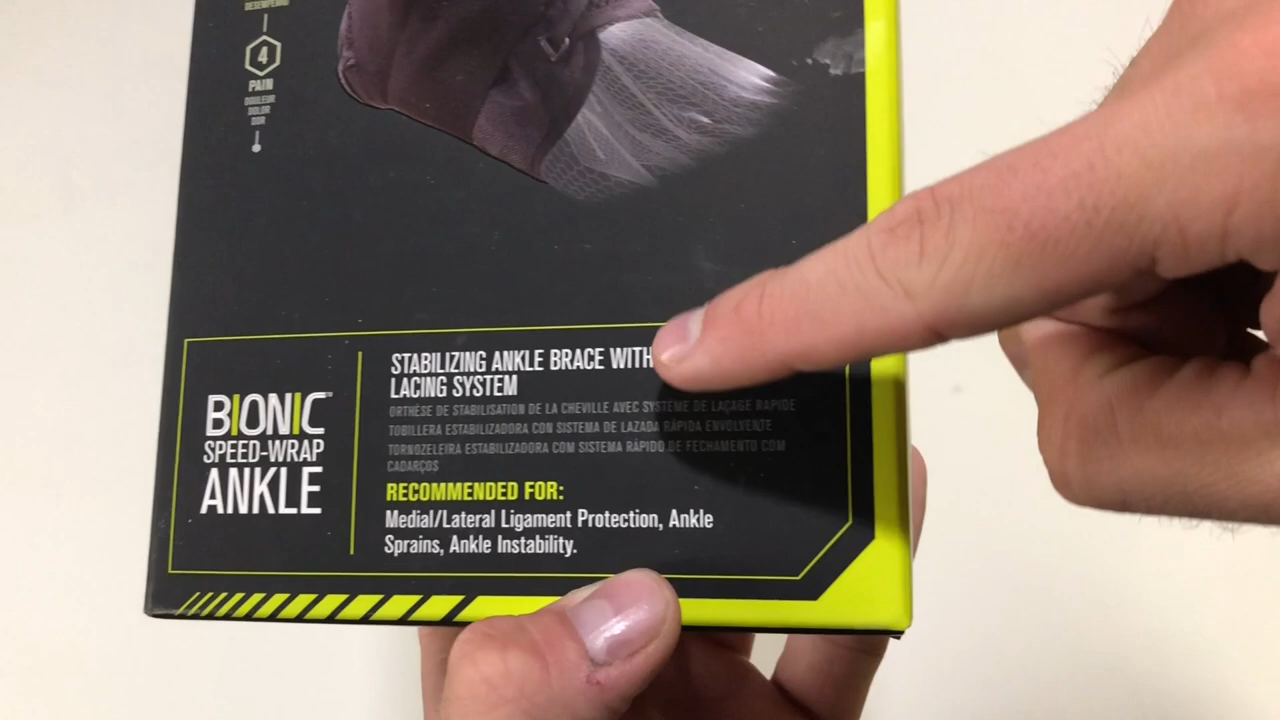 DESEMPENHO
4
PAIN
DOULEUR
DOLOR
DOR
BIONIC™
SPEED-WRAP
ANKLE
STABILIZING ANKLE BRACE WITH
LACING SYSTEM
ORTHÈSE DE STABILISATION DE LA CHEVILLE AVEC SYSTÈME DE LAÇAGE RAPIDE
TOBILLERA ESTABILIZADORA CON SISTEMA DE LAZADA RÁPIDA ENVOLVENTE
TORNOZELEIRA ESTABILIZADORA COM SISTEMA RÁPIDO DE FECHAMENTO COM
CADARÇOS
RECOMMENDED FOR:
Medial/Lateral Ligament Protection, Ankle
Sprains, Ankle Instability.